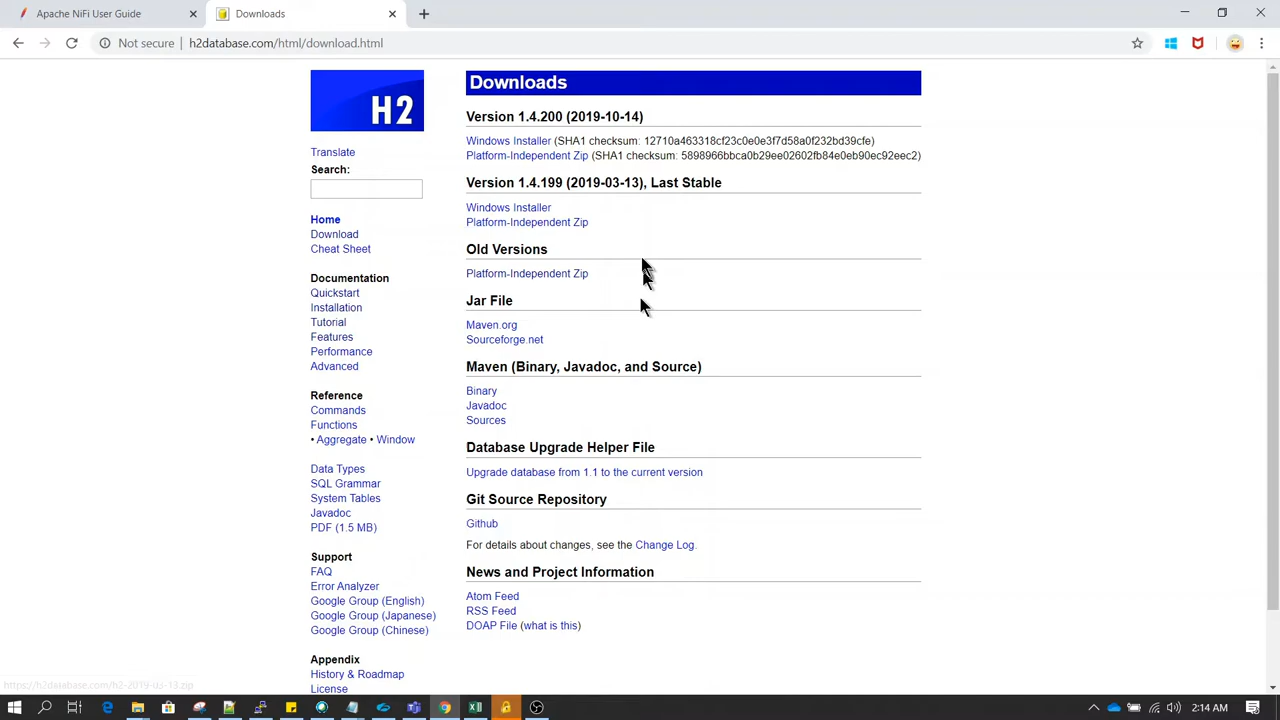 Apache NiFi User Guide
Downloads
Not secure
h2database.com/html/download.html
H2
Translate
Search:
Home
Download
Cheat Sheet
Documentation
Quickstart
Installation
Tutorial
Features
Performance
Advanced
Reference
Commands
Functions
• Aggregate • Window
Data Types
SQL Grammar
System Tables
Javadoc
PDF (1.5 MB)
Support
FAQ
Error Analyzer
Google Group (English)
Google Group (Japanese)
Google Group (Chinese)
Appendix
History & Roadmap
License
Downloads
Version 1.4.200 (2019-10-14)
Windows Installer (SHA1 checksum: 12710a463318cf23c0e0e3f7d58a0f232bd39cfe)
Platform-Independent Zip (SHA1 checksum: 5898966bbca0b29ee02602fb84e0eb90ec92eec2)
Version 1.4.199 (2019-03-13), Last Stable
Windows Installer
Platform-Independent Zip
Old Versions
Platform-Independent Zip
Jar File
Maven.org
Sourceforge.net
Maven (Binary, Javadoc, and Source)
Binary
Javadoc
Sources
Database Upgrade Helper File
Upgrade database from 1.1 to the current version
Git Source Repository
Github
For details about changes, see the Change Log.
News and Project Information
Atom Feed
RSS Feed
DOAP File (what is this)
https://h2database.com/h2-2019-03-13.zip
2:14 AM